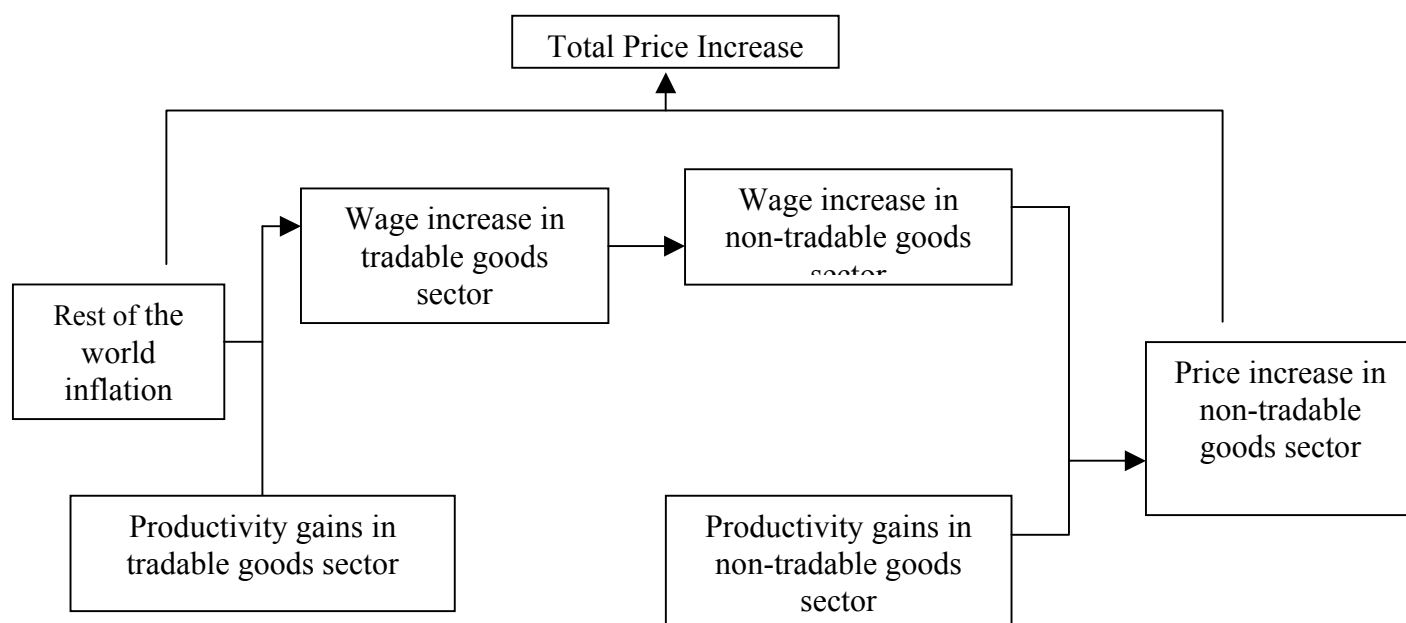 Total Price Increase
Wage increase in
tradable goods
sector
Wage increase in
non-tradable goods
sector
Rest of the
world
inflation
Price increase in
non-tradable
goods sector
Productivity gains in
tradable goods sector
Productivity gains in
non-tradable goods
sector